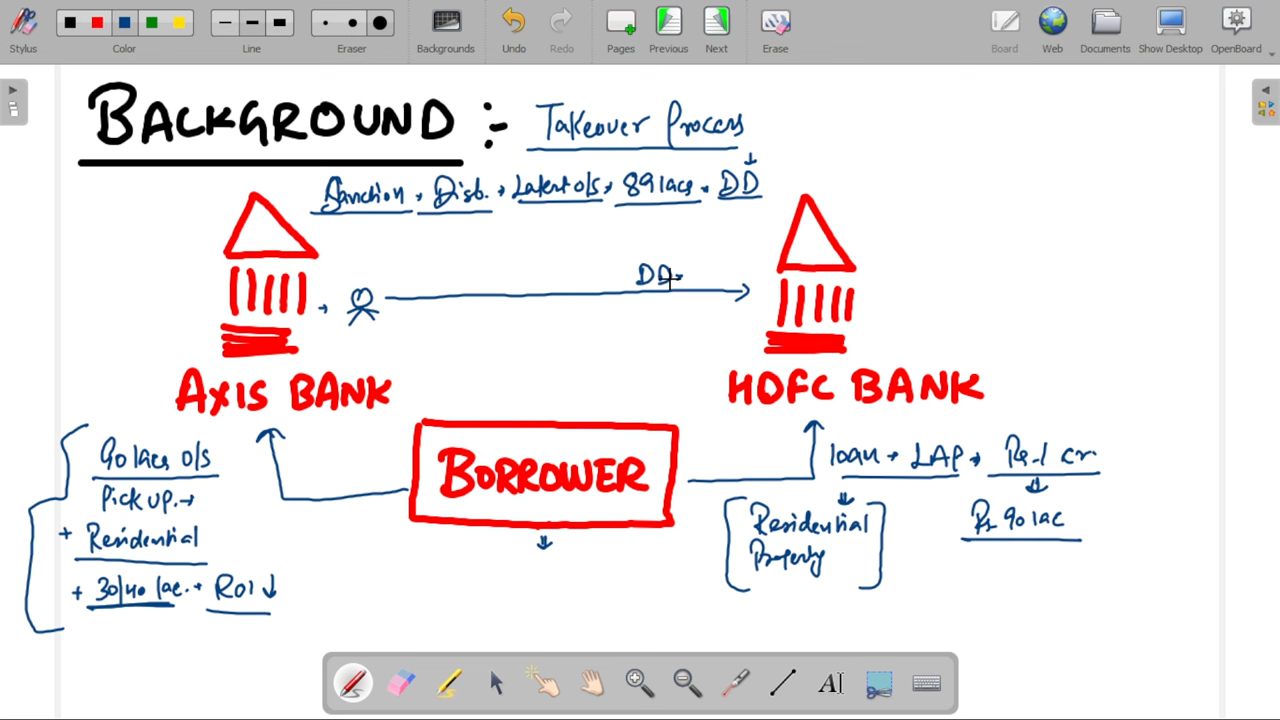 Stylus
Color
Line
Eraser
Backgrounds
Undo
Redo
Pages
Previous
Next
Erase
Board
Web
Documents
Show Desktop
OpenBoard
BACKGROUND :- Takeover Process
Sanction → Disb. → Latest o/s → 89 lacs → DD
DD
AXIS BANK
HDFC BANK
90 lacs o/s
Pick up →
+ Residential
+ 30/40 lac. + ROI ↓
BORROWER
loan → LAP → Rs. 1 cr
Residential
Property
Rs 90 lac
AI